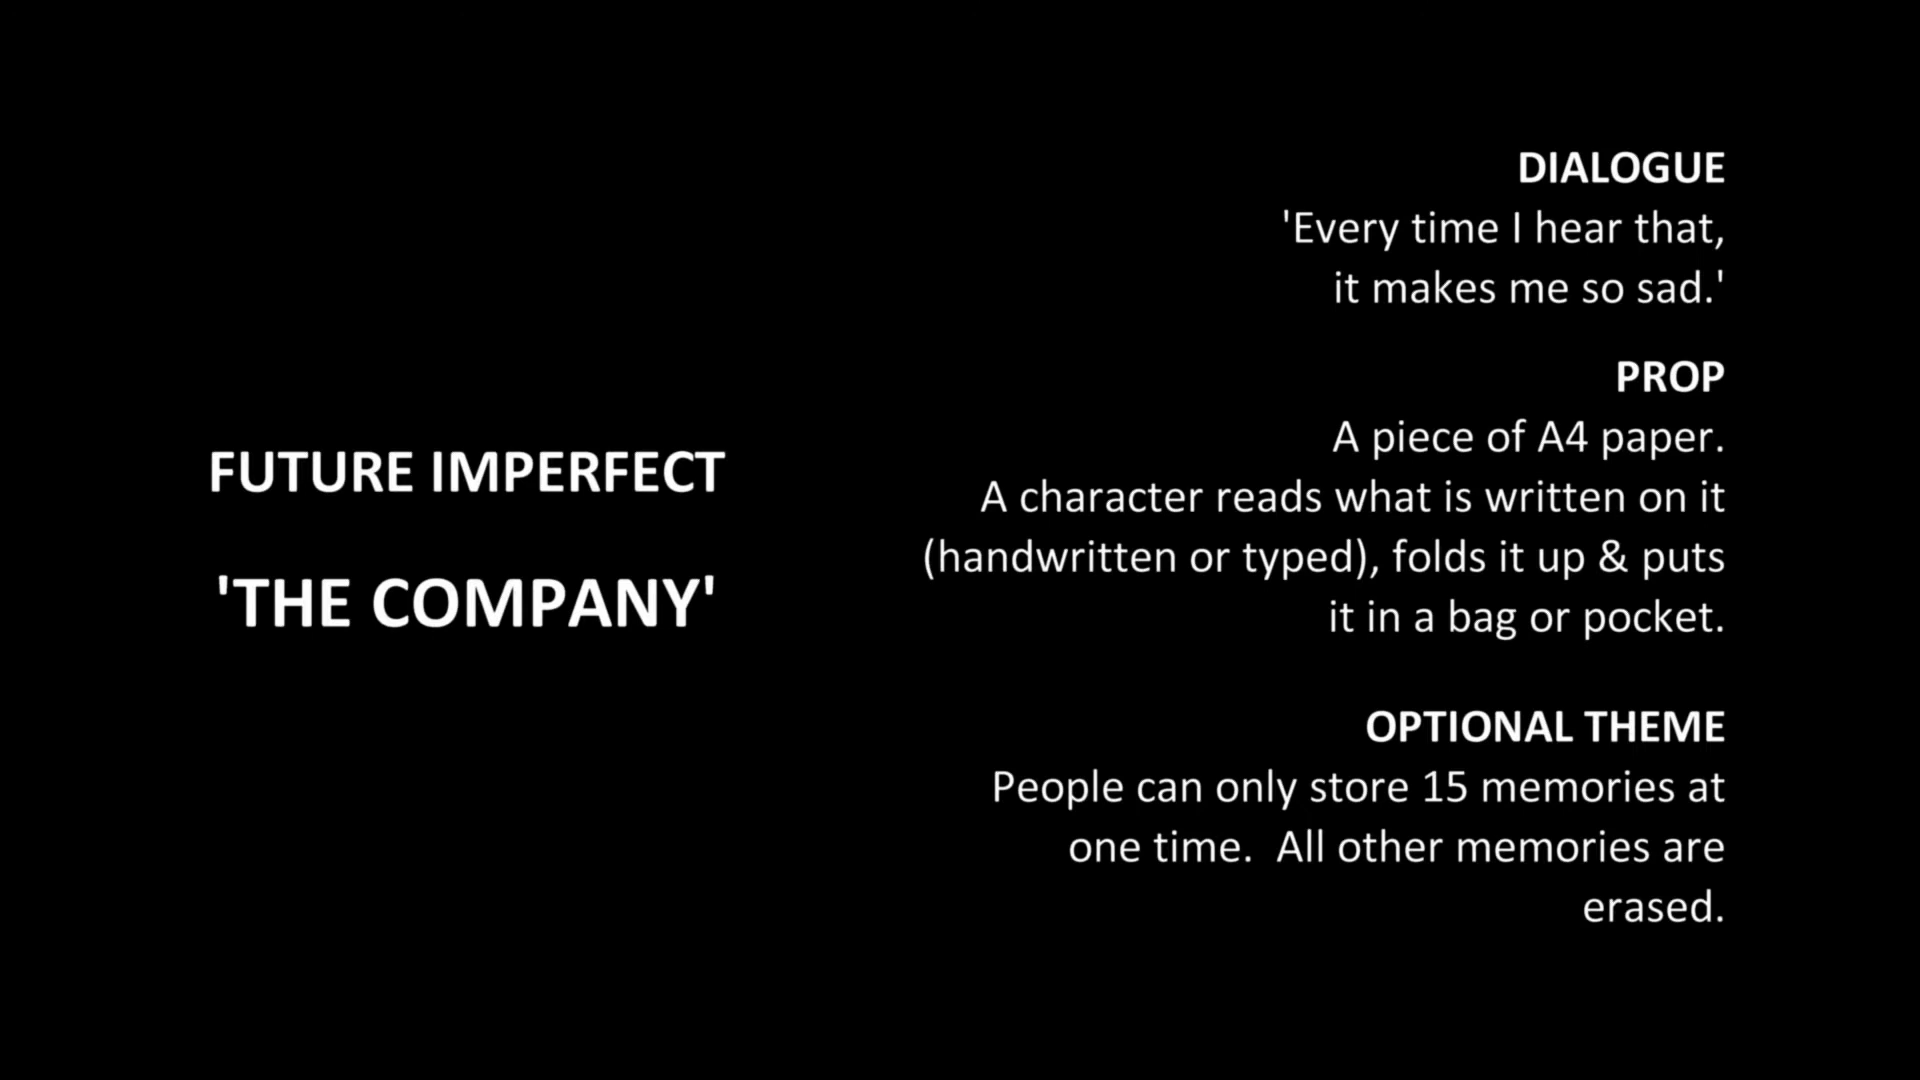 FUTURE IMPERFECT
'THE COMPANY'
DIALOGUE
'Every time I hear that,
it makes me so sad.'
PROP
A piece of A4 paper.
A character reads what is written on it
(handwritten or typed), folds it up & puts
it in a bag or pocket.
OPTIONAL THEME
People can only store 15 memories at
one time.  All other memories are
erased.